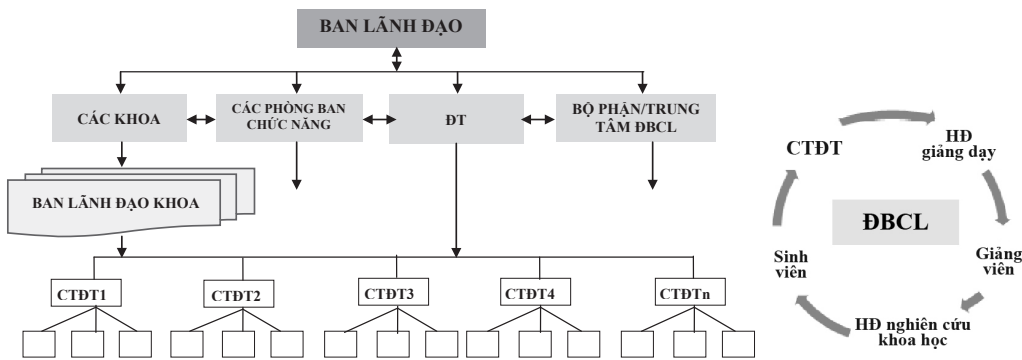 BAN LÃNH ĐẠO
CÁC KHOA
CÁC PHÒNG BAN
CHỨC NĂNG
ĐT
BỘ PHẬN/TRUNG
TÂM ĐBCL
BAN LÃNH ĐẠO KHOA
CTĐT1
CTĐT2
CTĐT3
CTĐT4
CTĐTn
CTĐT
HĐ
giảng dạy
ĐBCL
Sinh
viên
Giảng
viên
HĐ nghiên cứu
khoa học